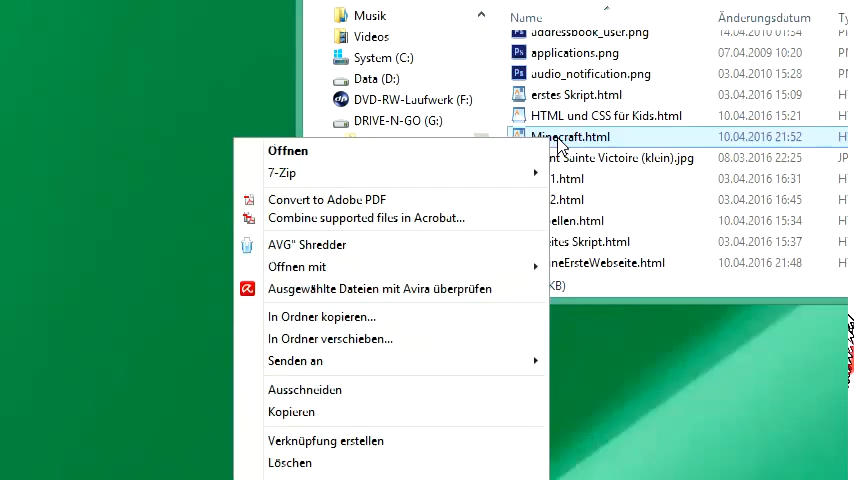 Musik
Videos
System (C:)
Data (D:)
DVD-RW-Laufwerk (F:)
DRIVE-N-GO (G:)
Name Änderungsdatum
addressbook_user.png 14.04.2010 01:54
applications.png 07.04.2009 10:20
audio_notification.png 03.04.2010 15:28
erstes Skript.html 03.04.2016 15:09
HTML und CSS für Kids.html 10.04.2016 15:21
Minecraft.html 10.04.2016 21:52
nt Sainte Victoire (klein).jpg 08.03.2016 22:25 JP
1.html 03.04.2016 16:31
2.html 03.04.2016 16:45
ellen.html 10.04.2016 15:34
eites Skript.html 03.04.2016 15:37
neErsteWebseite.html 10.04.2016 21:48
KB)
Öffnen
7-Zip
Convert to Adobe PDF
Combine supported files in Acrobat...
AVG" Shredder
Öffnen mit
Ausgewählte Dateien mit Avira überprüfen
In Ordner kopieren...
In Ordner verschieben...
Senden an
Ausschneiden
Kopieren
Verknüpfung erstellen
Löschen